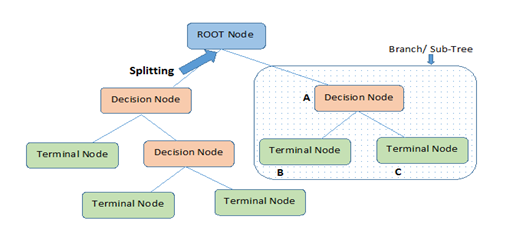 ROOT Node
Branch/ Sub-Tree
Splitting
Decision Node
A
Decision Node
Terminal Node
Decision Node
Terminal Node
Terminal Node
B
C
Terminal Node
Terminal Node